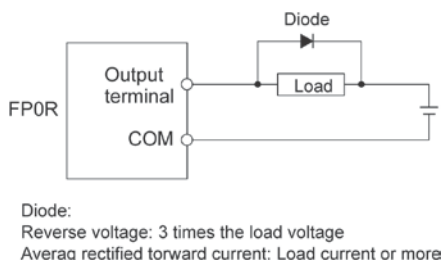 Diode
Output
terminal
Load
FP0R
COM
Diode:
Reverse voltage: 3 times the load voltage
Averag rectified torward current: Load current or more